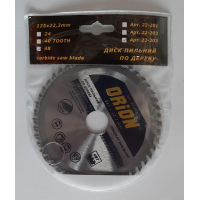 125x22,2mm
24
40 TOOTH
48
carbide saw blade
Арт. 22-201
Арт. 22-202
Арт. 22-203
ДИСК ПИЛЬНИЙ
ПО ДЕРЕВУ
ORION